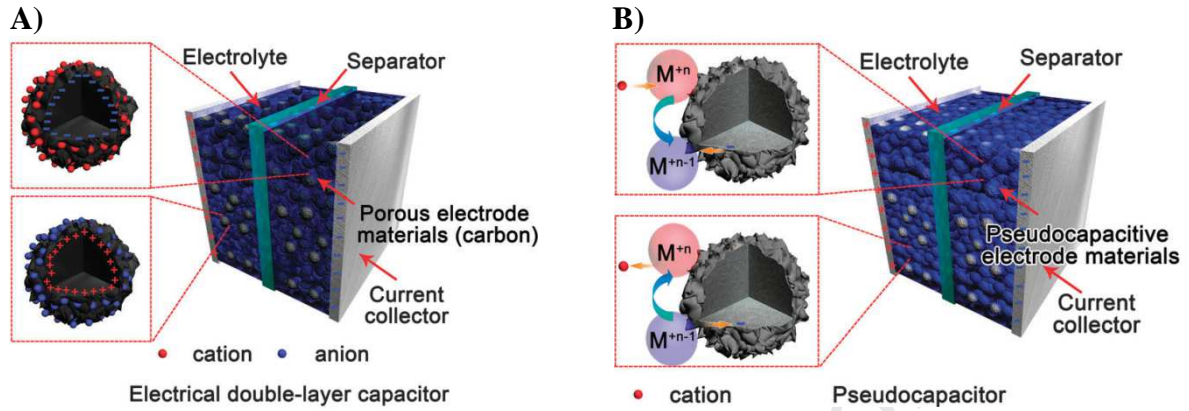 A)
Electrolyte
Separator
Porous electrode
materials (carbon)
Current
collector
cation
anion
Electrical double-layer capacitor
B)
M+n
M+n-1
Electrolyte
Separator
M+n
M+n-1
Pseudocapacitive
electrode materials
Current
collector
cation
Pseudocapacitor